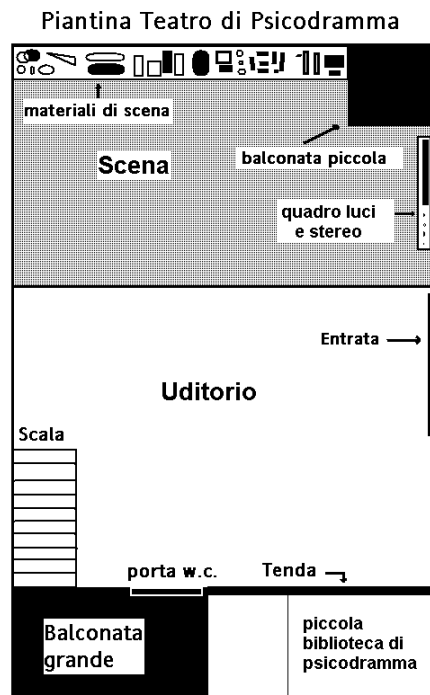 Piantina Teatro di Psicodramma
materiali di scena
Scena
balconata piccola
quadro luci
e stereo
Entrata
Uditorio
Scala
porta w.c.
Tenda
Balconata
grande
piccola
biblioteca di
psicodramma